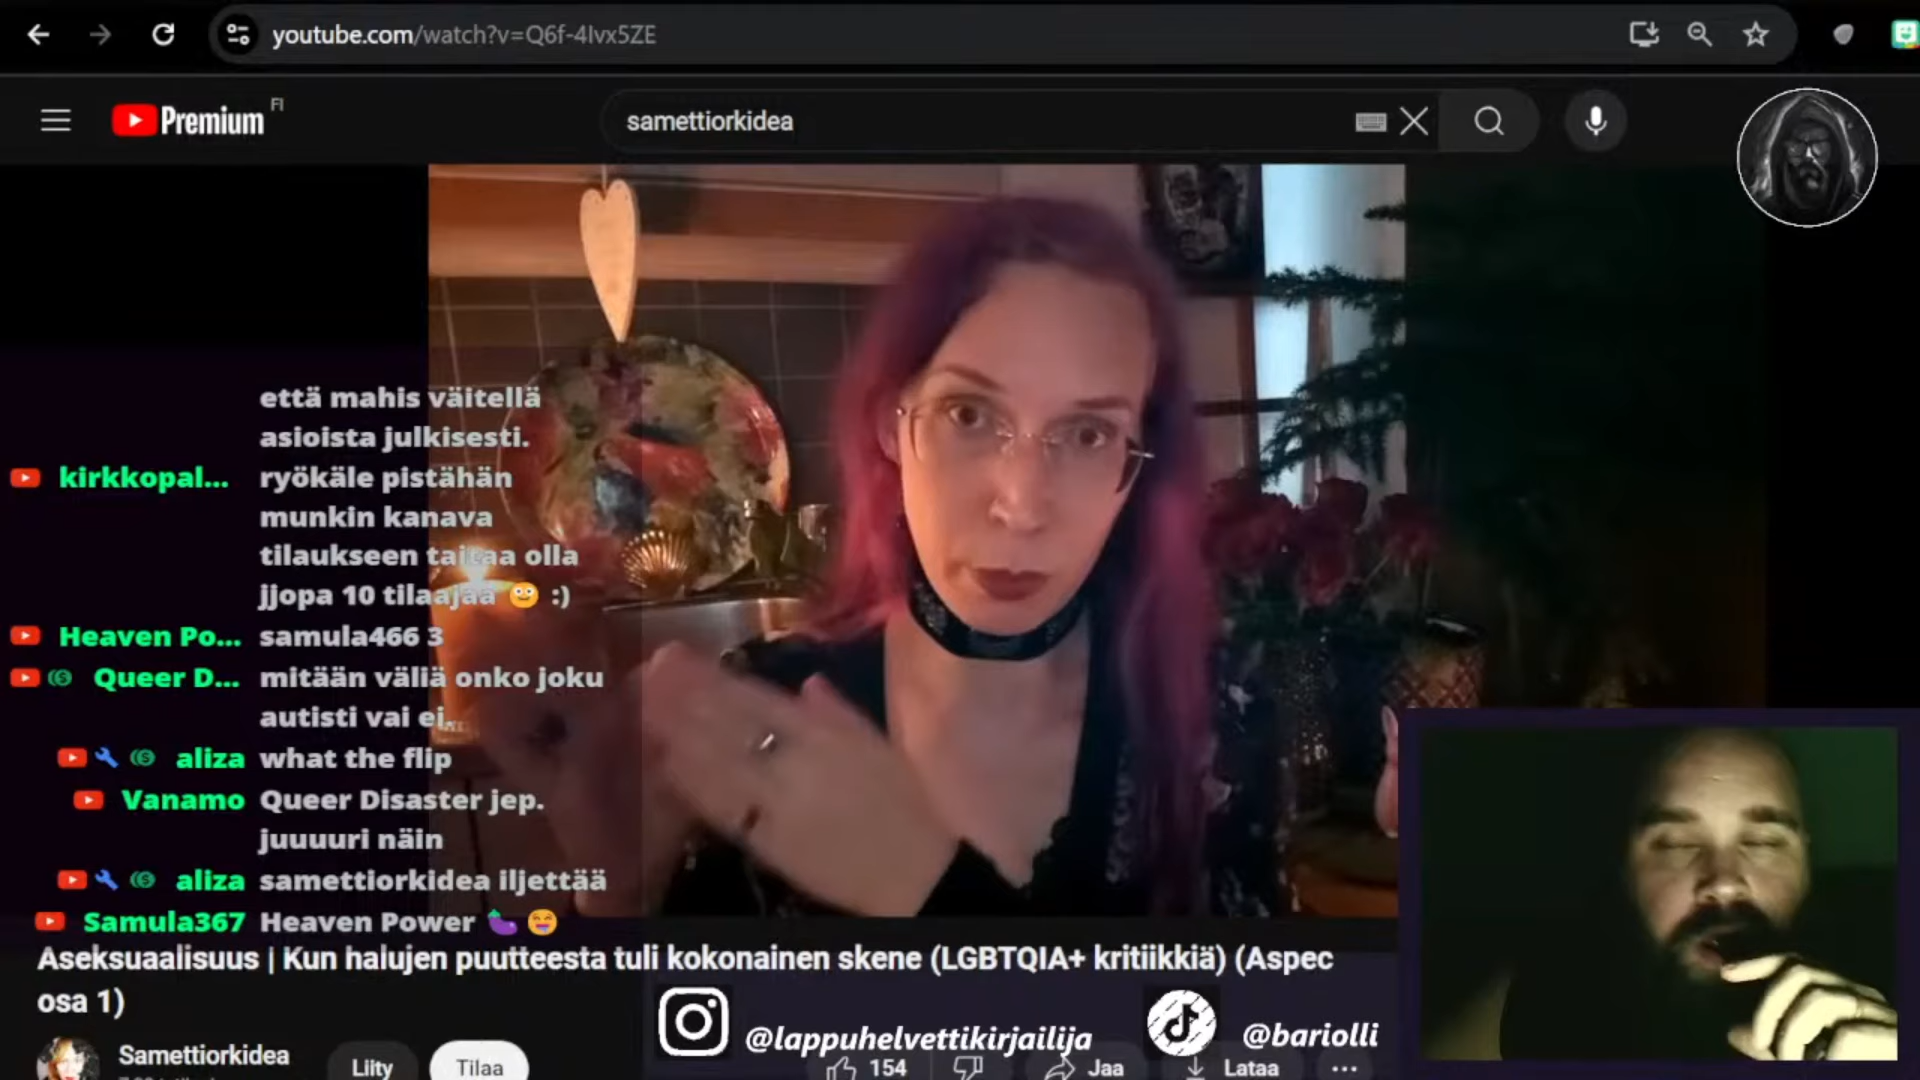 youtube.com/watch?v=Q6f-4lvx5ZE
Premium FI
samettiorkidea
että mahis väitellä
asioista julkisesti.
kirkkopal... ryökäle pistähän
munkin kanava
tilaukseen taitaa olla
jjopa 10 tilaajaa :)
Heaven Po... samula466 3
Queer D... mitään väliä onko joku
autisti vai ei..
aliza what the flip
Vanamo Queer Disaster jep.
juuuuri näin
aliza samettiorkidea iljettää
Samula367 Heaven Power
Aseksuaalisuus | Kun halujen puutteesta tuli kokonainen skene (LGBTQIA+ kritiikkiä) (Aspec
osa 1)
@lappuhelvettikirjailija @bariolli
Samettiorkidea
Liity Tilaa 154 Jaa Lataa